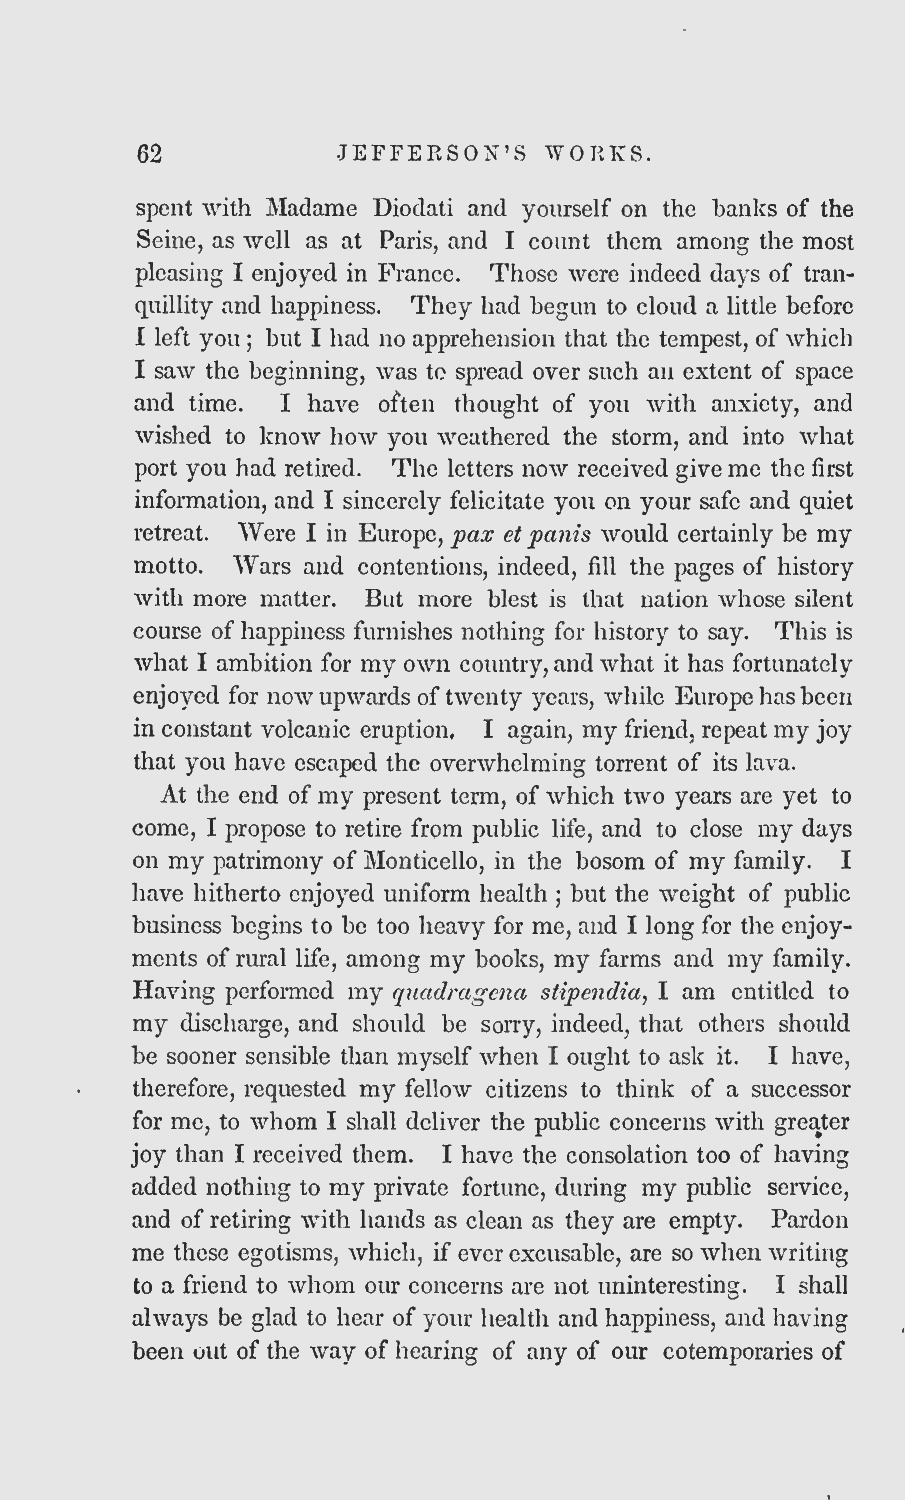 62 JEFFERSON'S WORKS.
spent with Madame Diodati and yourself on the banks of the
Seine, as well as at Paris, and I count them among the most
pleasing I enjoyed in France. Those were indeed days of tran-
quillity and happiness. They had begun to cloud a little before
I left you; but I had no apprehension that the tempest, of which
I saw the beginning, was to spread over such an extent of space
and time. I have often thought of you with anxiety, and
wished to know how you weathered the storm, and into what
port you had retired. The letters now received give me the first
information, and I sincerely felicitate you on your safe and quiet
retreat. Were I in Europe, pax et panis would certainly be my
motto. Wars and contentions, indeed, fill the pages of history
with more matter. But more blest is that nation whose silent
course of happiness furnishes nothing for history to say. This is
what I ambition for my own country, and what it has fortunately
enjoyed for now upwards of twenty years, while Europe has been
in constant volcanic eruption. I again, my friend, repeat my joy
that you have escaped the overwhelming torrent of its lava.
At the end of my present term, of which two years are yet to
come, I propose to retire from public life, and to close my days
on my patrimony of Monticello, in the bosom of my family. I
have hitherto enjoyed uniform health; but the weight of public
business begins to be too heavy for me, and I long for the enjoy-
ments of rural life, among my books, my farms and my family.
Having performed my quadragena stipendia, I am entitled to
my discharge, and should be sorry, indeed, that others should
be sooner sensible than myself when I ought to ask it. I have,
therefore, requested my fellow citizens to think of a successor
for me, to whom I shall deliver the public concerns with greater
joy than I received them. I have the consolation too of having
added nothing to my private fortune, during my public service,
and of retiring with hands as clean as they are empty. Pardon
me these egotisms, which, if ever excusable, are so when writing
to a friend to whom our concerns are not uninteresting. I shall
always be glad to hear of your health and happiness, and having
been out of the way of hearing of any of our cotemporaries of